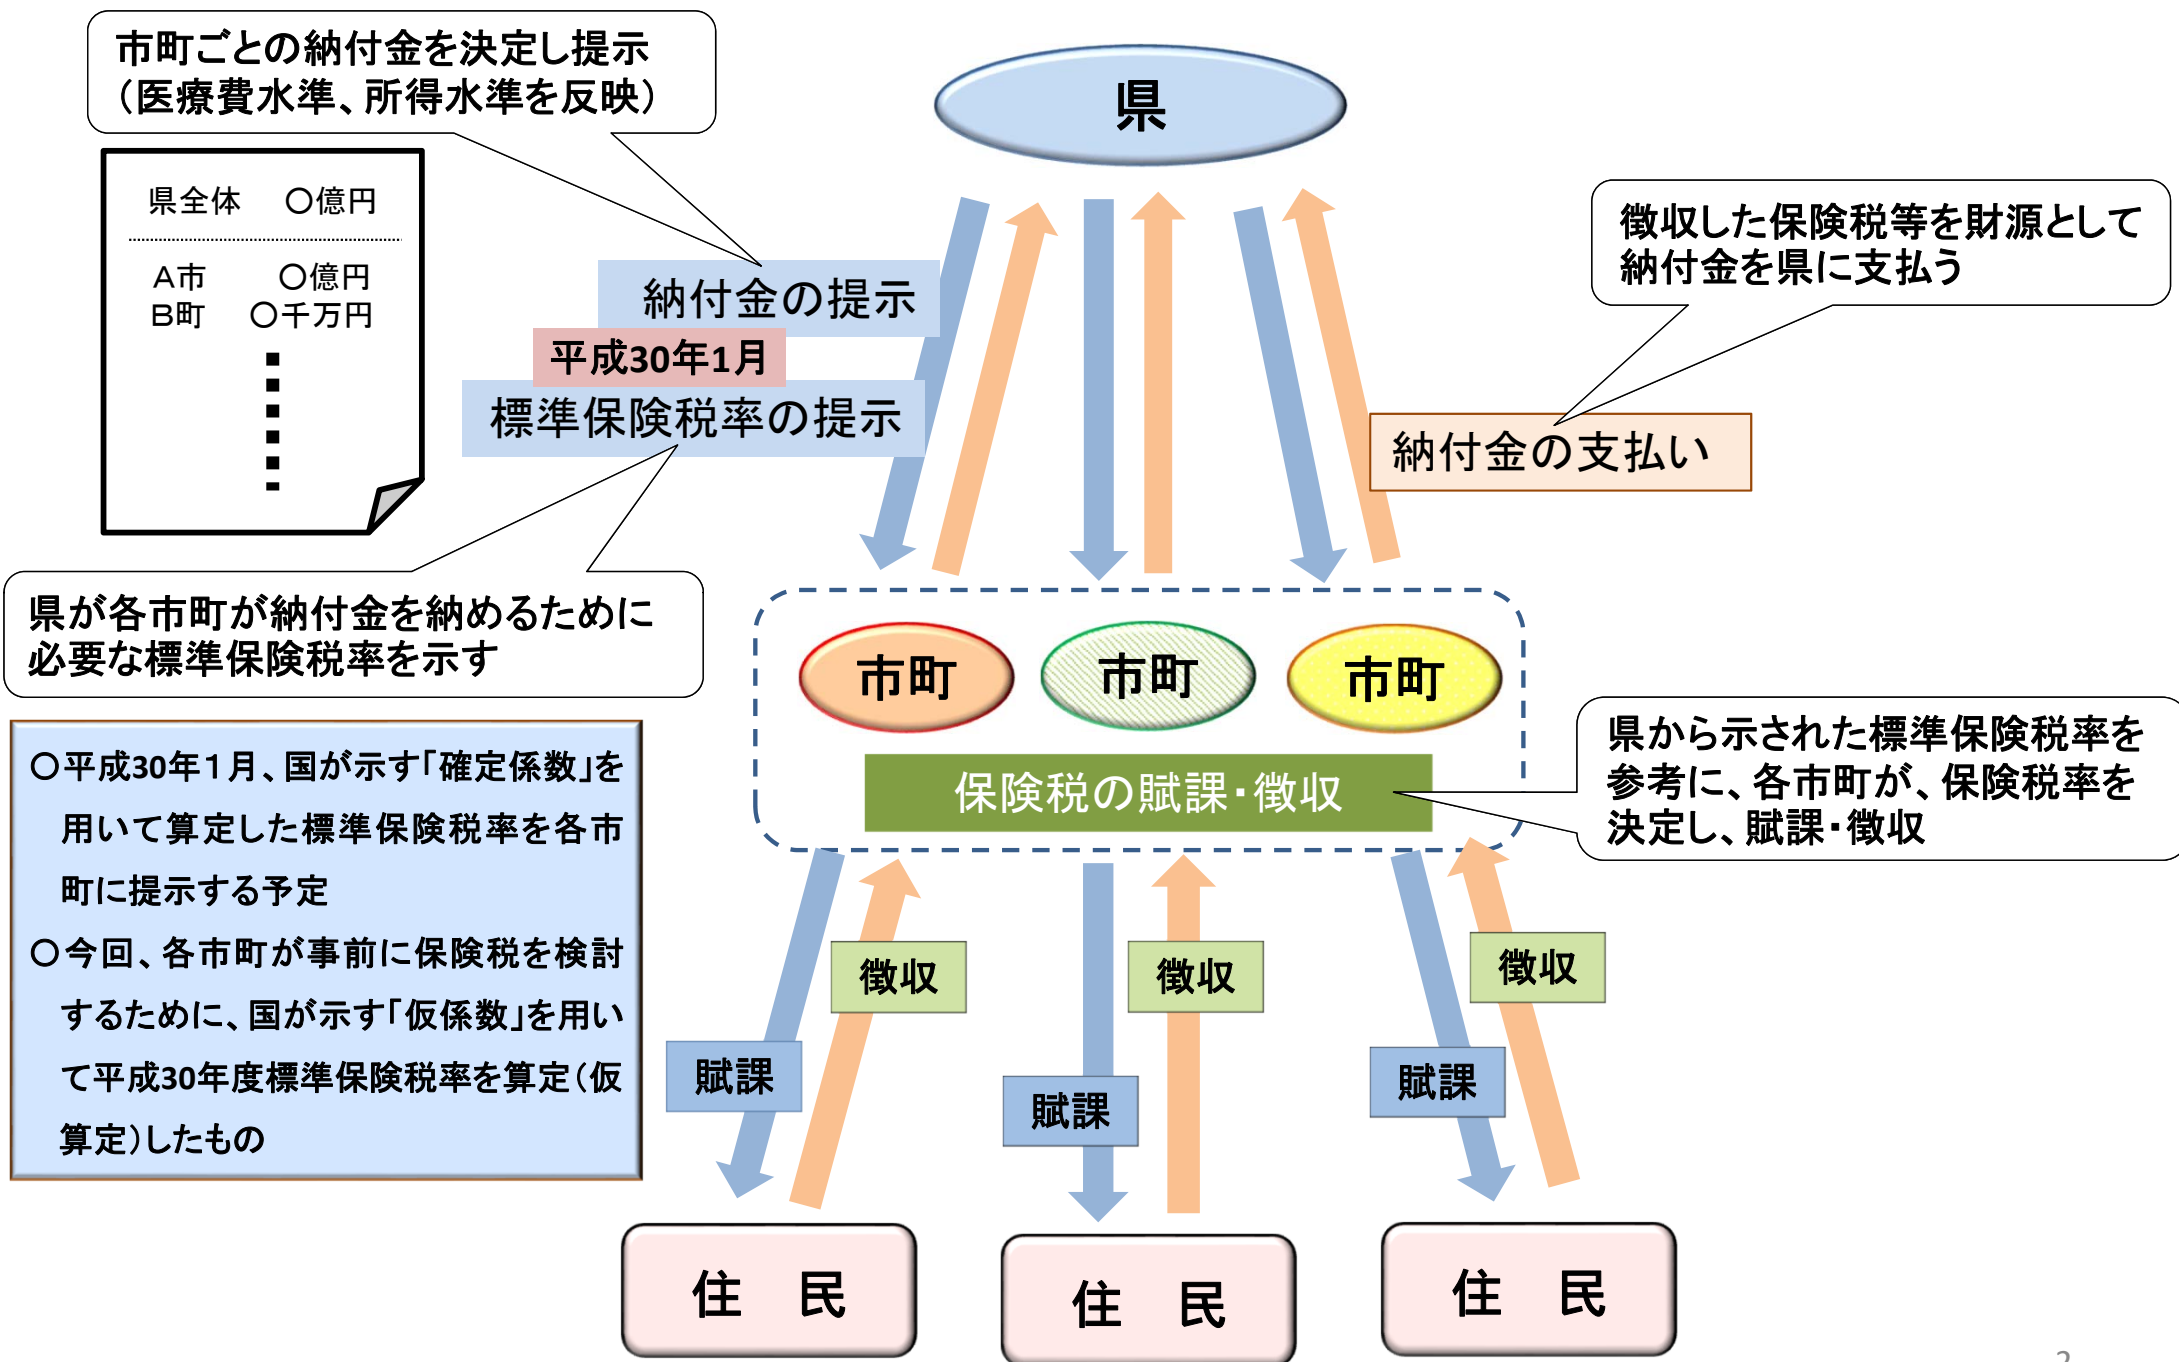 市町ごとの納付金を決定し提示
（医療費水準、所得水準を反映）
県
県全体　〇億円
A市　〇億円
B町　〇千万円
納付金の提示
平成30年1月
標準保険税率の提示
徴収した保険税等を財源として
納付金を県に支払う
納付金の支払い
県が各市町が納付金を納めるために
必要な標準保険税率を示す
市町
市町
市町
保険税の賦課・徴収
県から示された標準保険税率を
参考に、各市町が、保険税率を
決定し、賦課・徴収
〇平成30年１月、国が示す「確定係数」を
用いて算定した標準保険税率を各市
町に提示する予定
〇今回、各市町が事前に保険税を検討
するために、国が示す「仮係数」を用い
て平成30年度標準保険税率を算定（仮
算定）したもの
徴収
徴収
徴収
賦課
賦課
賦課
住　民
住　民
住　民
2